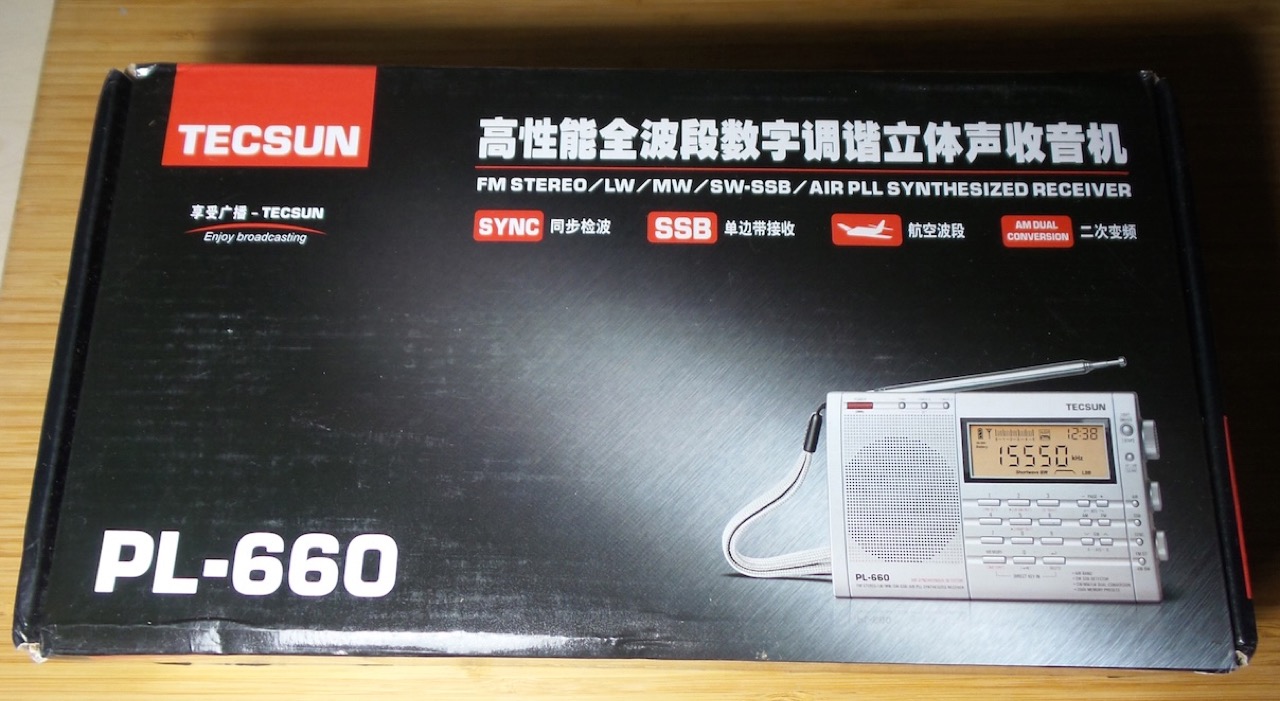 TECSUN
高性能全波段数字调谐立体声收音机
FM STEREO/LW/MW/SW-SSB/AIR PLL SYNTHESIZED RECEIVER
享受广播 - TECSUN
Enjoy broadcasting
SYNC 同步检波
SSB 单边带接收
航空波段
AM DUAL
CONVERSION
二次变频
TECSUN
12:38
15550 kHz
PL-660
PL-660